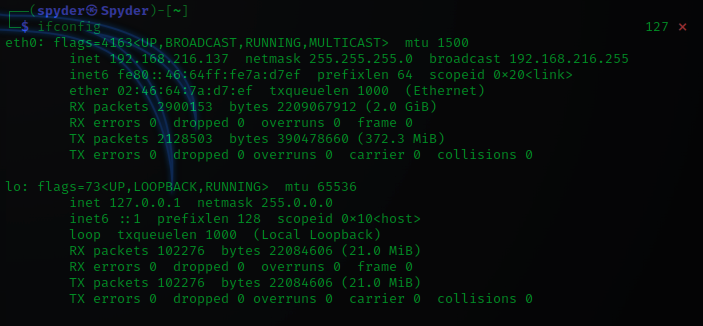 ┌──(spyder㉿Spyder)-[~]
└─$ ifconfig 127 ⨯
eth0: flags=4163<UP,BROADCAST,RUNNING,MULTICAST>  mtu 1500
        inet 192.168.216.137  netmask 255.255.255.0  broadcast 192.168.216.255
        inet6 fe80::46:64ff:fe7a:d7ef  prefixlen 64  scopeid 0×20<link>
        ether 02:46:64:7a:d7:ef  txqueuelen 1000  (Ethernet)
        RX packets 2900153  bytes 2209067912 (2.0 GiB)
        RX errors 0  dropped 0  overruns 0  frame 0
        TX packets 2128503  bytes 390478660 (372.3 MiB)
        TX errors 0  dropped 0 overruns 0  carrier 0  collisions 0

lo: flags=73<UP,LOOPBACK,RUNNING>  mtu 65536
        inet 127.0.0.1  netmask 255.0.0.0
        inet6 ::1  prefixlen 128  scopeid 0×10<host>
        loop  txqueuelen 1000  (Local Loopback)
        RX packets 102276  bytes 22084606 (21.0 MiB)
        RX errors 0  dropped 0  overruns 0  frame 0
        TX packets 102276  bytes 22084606 (21.0 MiB)
        TX errors 0  dropped 0 overruns 0  carrier 0  collisions 0